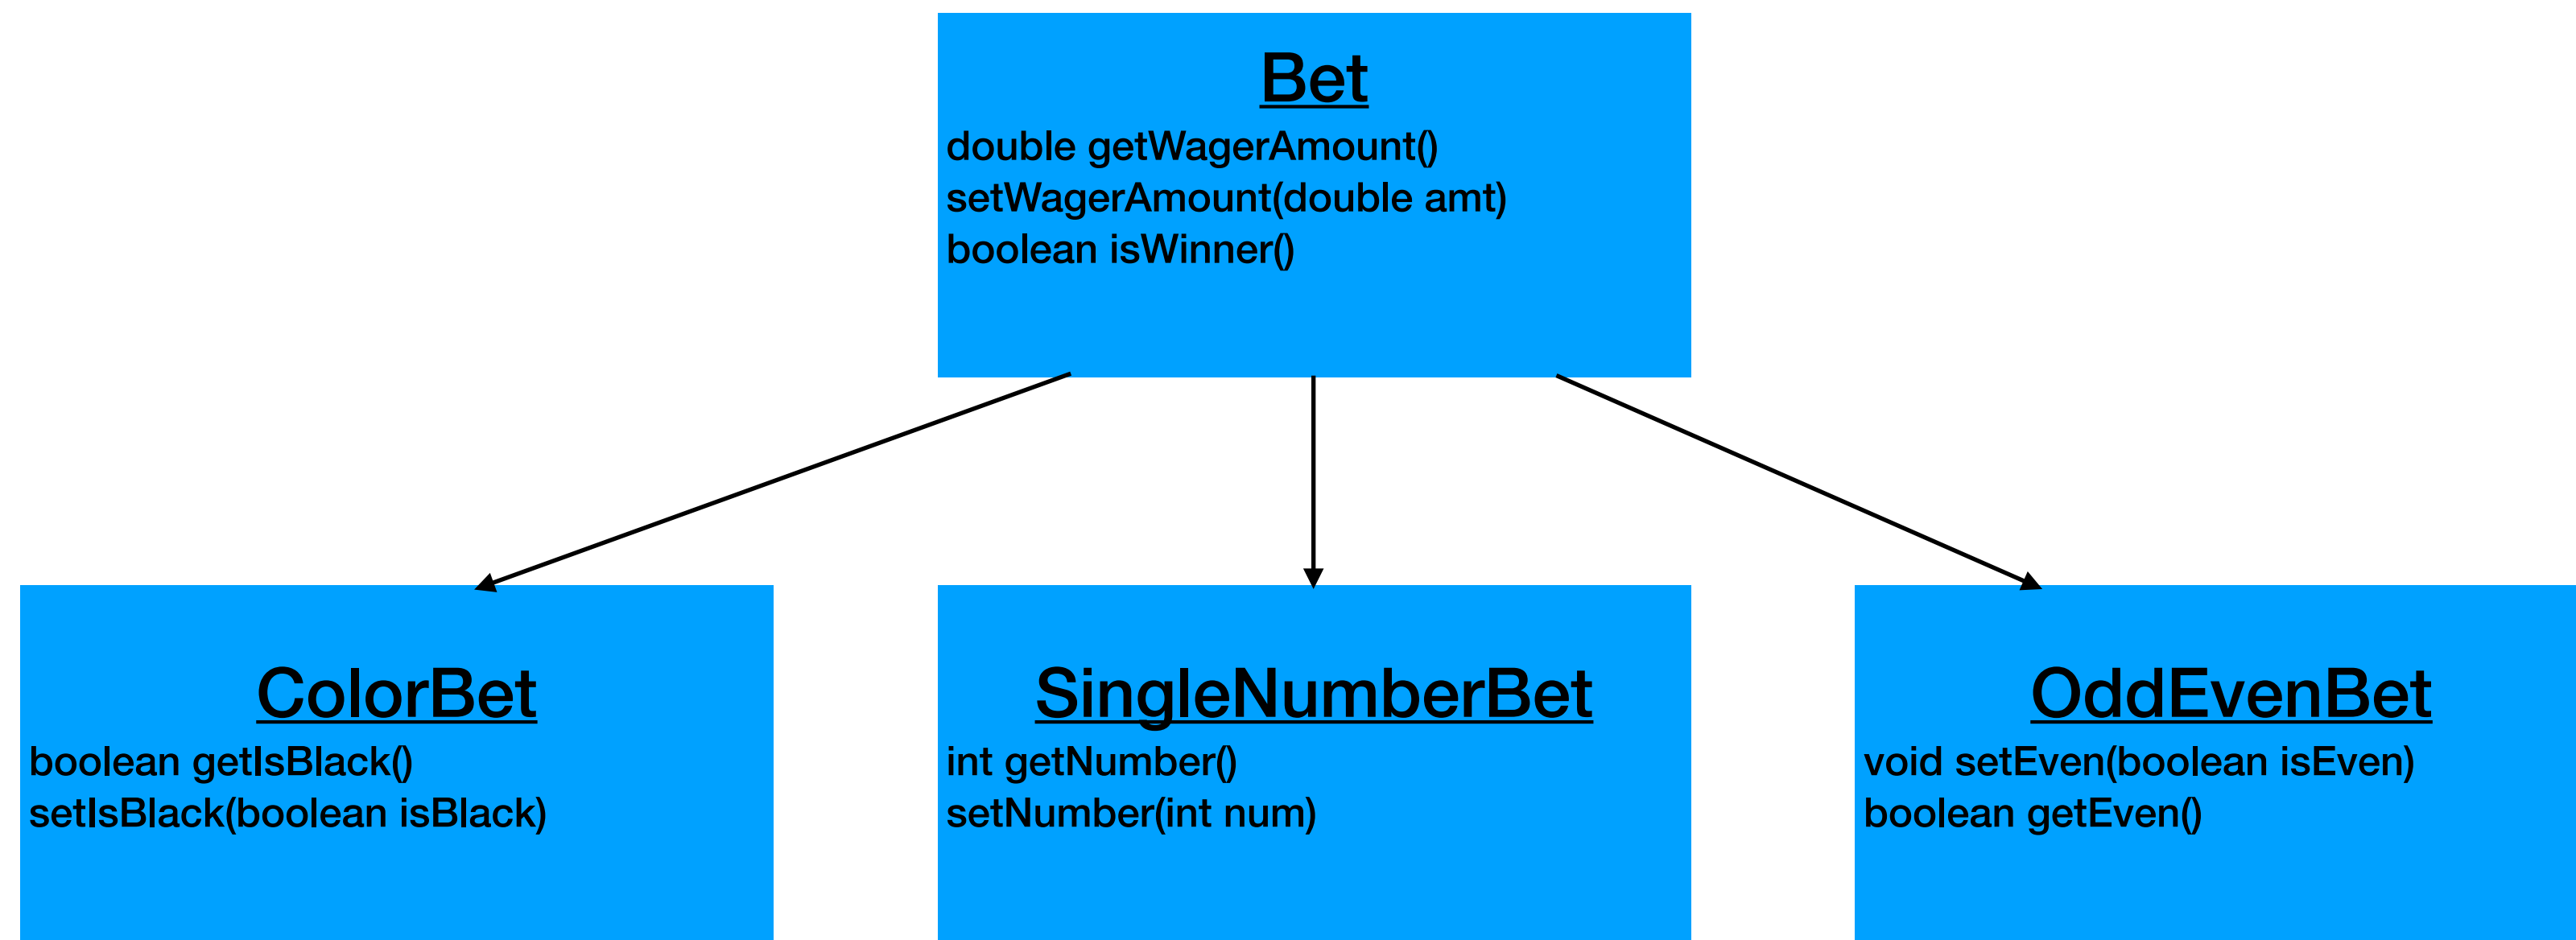 Bet
double getWagerAmount()
setWagerAmount(double amt)
boolean isWinner()
ColorBet
boolean getIsBlack()
setIsBlack(boolean isBlack)
SingleNumberBet
int getNumber()
setNumber(int num)
OddEvenBet
void setEven(boolean isEven)
boolean getEven()